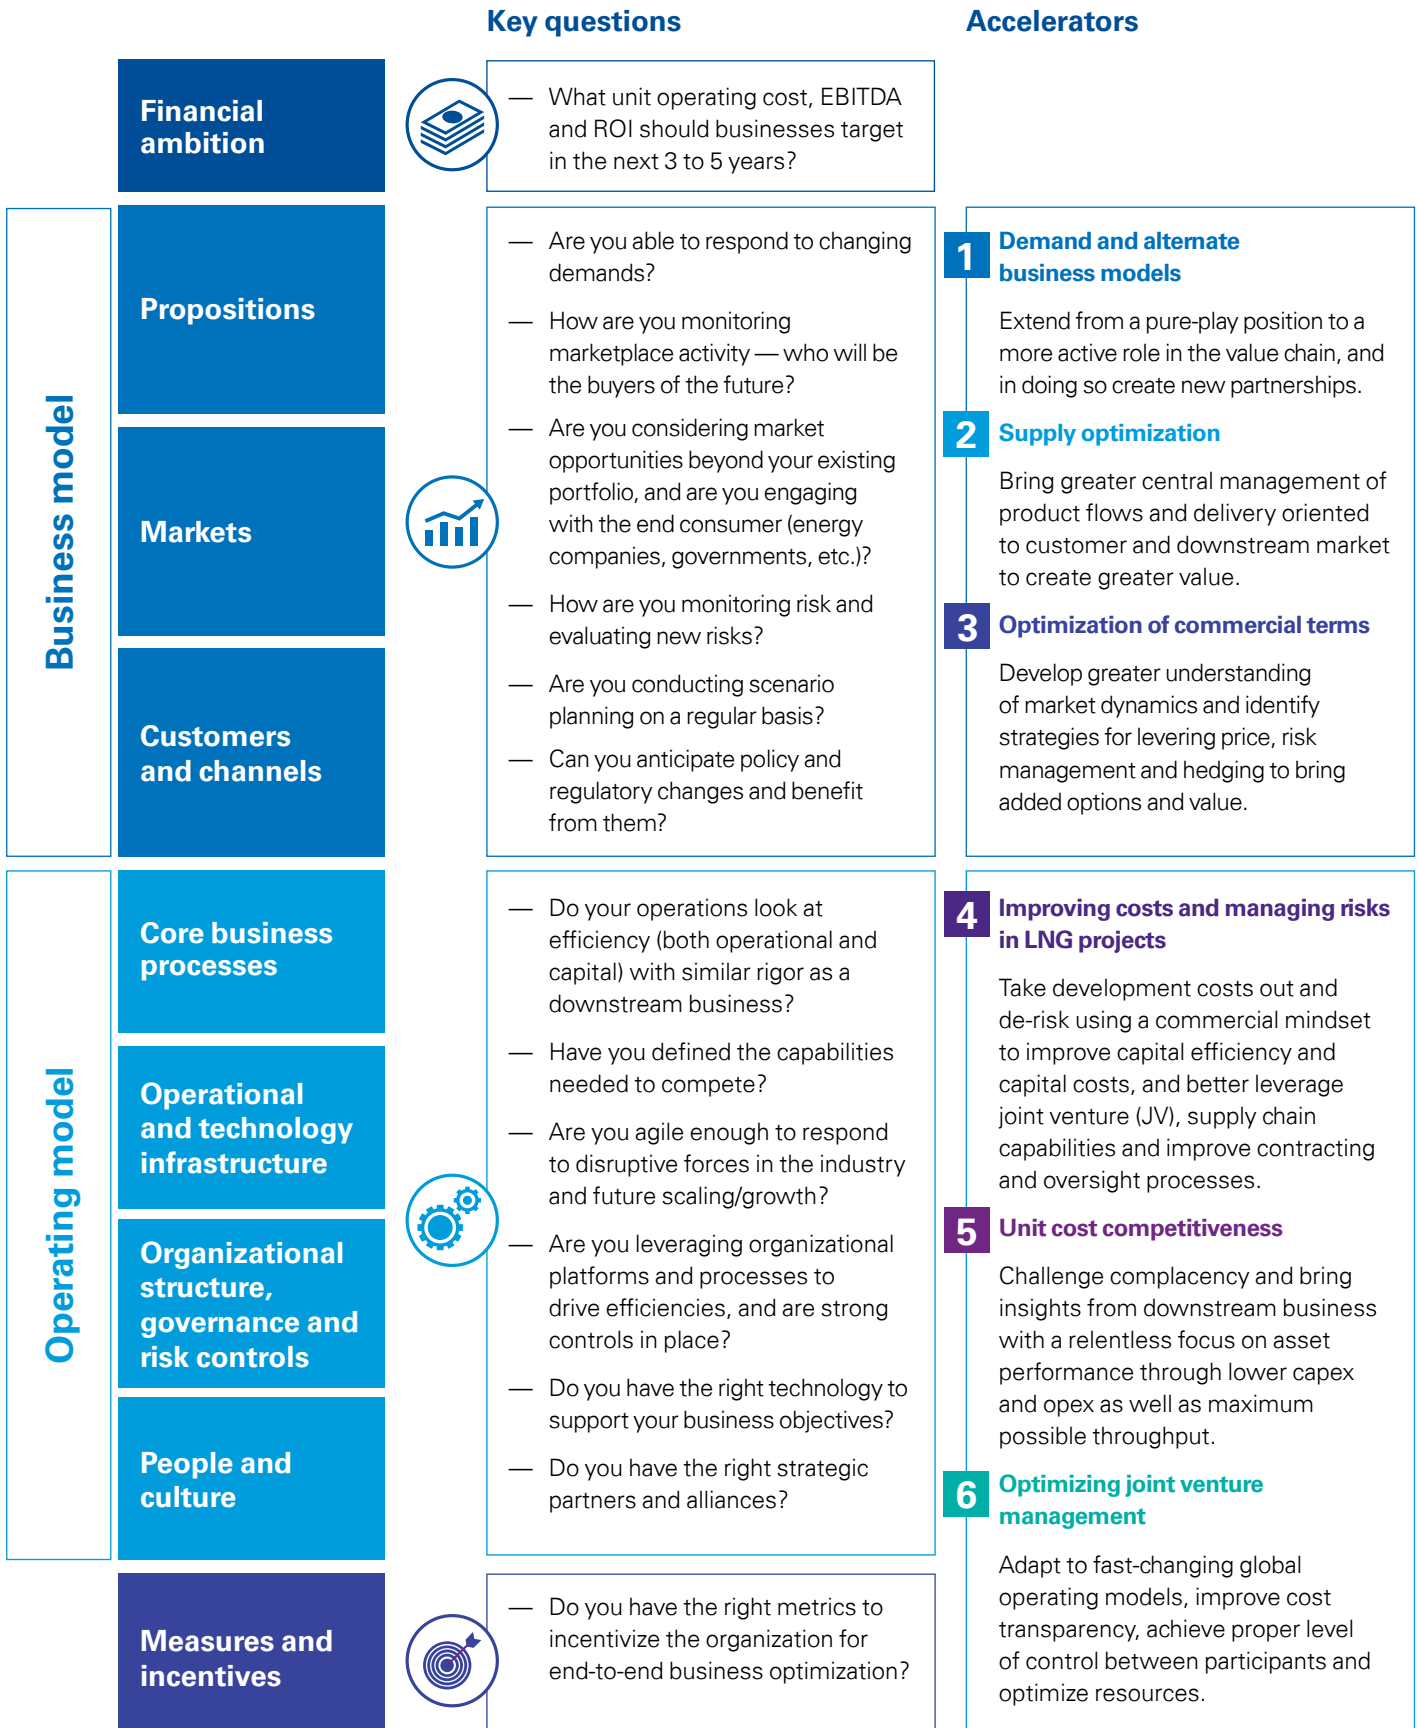 Key questions
Accelerators
Financial
ambition
— What unit operating cost, EBITDA
and ROI should businesses target
in the next 3 to 5 years?
Business model
Propositions
Markets
Customers
and channels
— Are you able to respond to changing
demands?
— How are you monitoring
marketplace activity — who will be
the buyers of the future?
— Are you considering market
opportunities beyond your existing
portfolio, and are you engaging
with the end consumer (energy
companies, governments, etc.)?
— How are you monitoring risk and
evaluating new risks?
— Are you conducting scenario
planning on a regular basis?
— Can you anticipate policy and
regulatory changes and benefit
from them?
1 Demand and alternate
business models
Extend from a pure-play position to a
more active role in the value chain, and
in doing so create new partnerships.
2 Supply optimization
Bring greater central management of
product flows and delivery oriented
to customer and downstream market
to create greater value.
3 Optimization of commercial terms
Develop greater understanding
of market dynamics and identify
strategies for levering price, risk
management and hedging to bring
added options and value.
Operating model
Core business
processes
Operational
and technology
infrastructure
Organizational
structure,
governance and
risk controls
People and
culture
— Do your operations look at
efficiency (both operational and
capital) with similar rigor as a
downstream business?
— Have you defined the capabilities
needed to compete?
— Are you agile enough to respond
to disruptive forces in the industry
and future scaling/growth?
— Are you leveraging organizational
platforms and processes to
drive efficiencies, and are strong
controls in place?
— Do you have the right technology to
support your business objectives?
— Do you have the right strategic
partners and alliances?
4 Improving costs and managing risks
in LNG projects
Take development costs out and
de-risk using a commercial mindset
to improve capital efficiency and
capital costs, and better leverage
joint venture (JV), supply chain
capabilities and improve contracting
and oversight processes.
5 Unit cost competitiveness
Challenge complacency and bring
insights from downstream business
with a relentless focus on asset
performance through lower capex
and opex as well as maximum
possible throughput.
6 Optimizing joint venture
management
Adapt to fast-changing global
operating models, improve cost
transparency, achieve proper level
of control between participants and
optimize resources.
Measures and
incentives
— Do you have the right metrics to
incentivize the organization for
end-to-end business optimization?